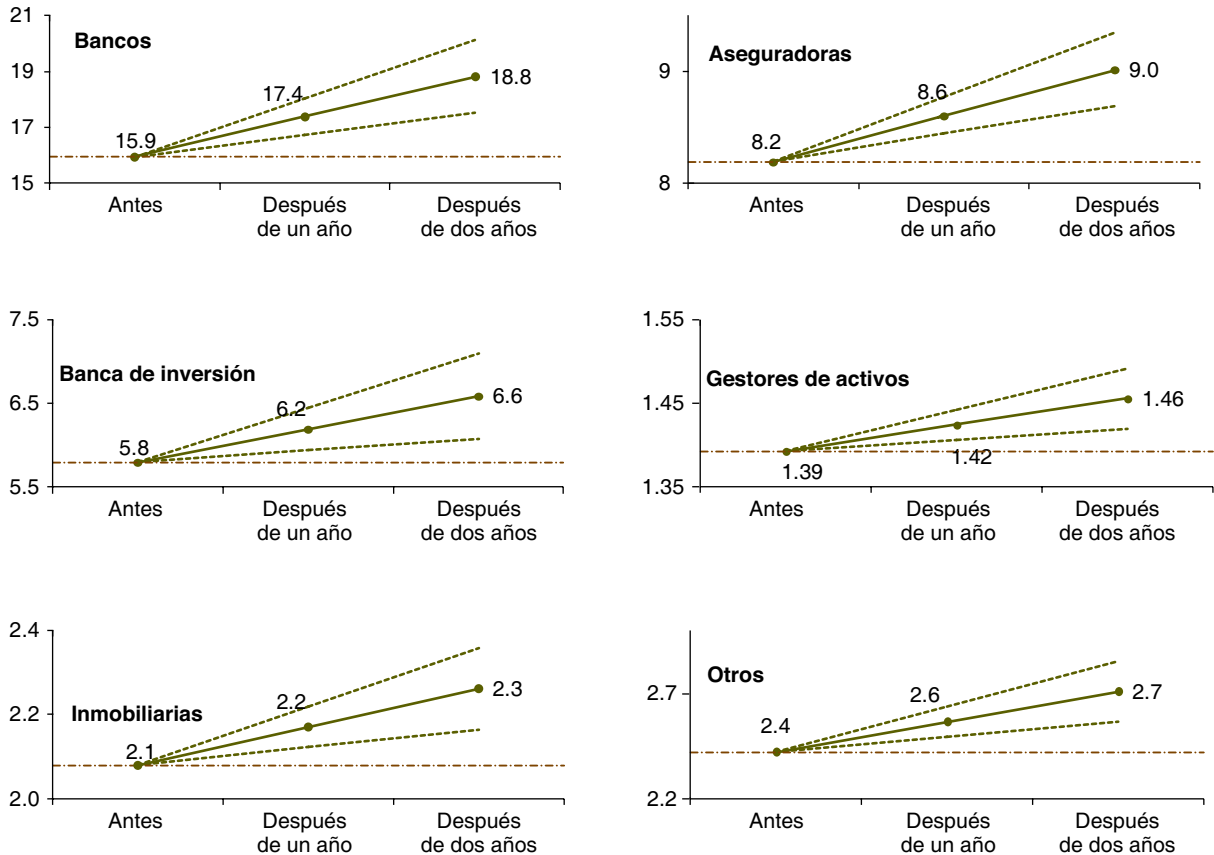 Bancos
21
19
17
15
15.9
17.4
18.8
Antes
Después
de un año
Después
de dos años
Aseguradoras
9
8
8.2
8.6
9.0
Antes
Después
de un año
Después
de dos años
Banca de inversión
7.5
6.5
5.5
5.8
6.2
6.6
Antes
Después
de un año
Después
de dos años
Gestores de activos
1.55
1.45
1.35
1.39
1.42
1.46
Antes
Después
de un año
Después
de dos años
Inmobiliarias
2.4
2.2
2.0
2.1
2.2
2.3
Antes
Después
de un año
Después
de dos años
Otros
2.7
2.2
2.4
2.6
2.7
Antes
Después
de un año
Después
de dos años